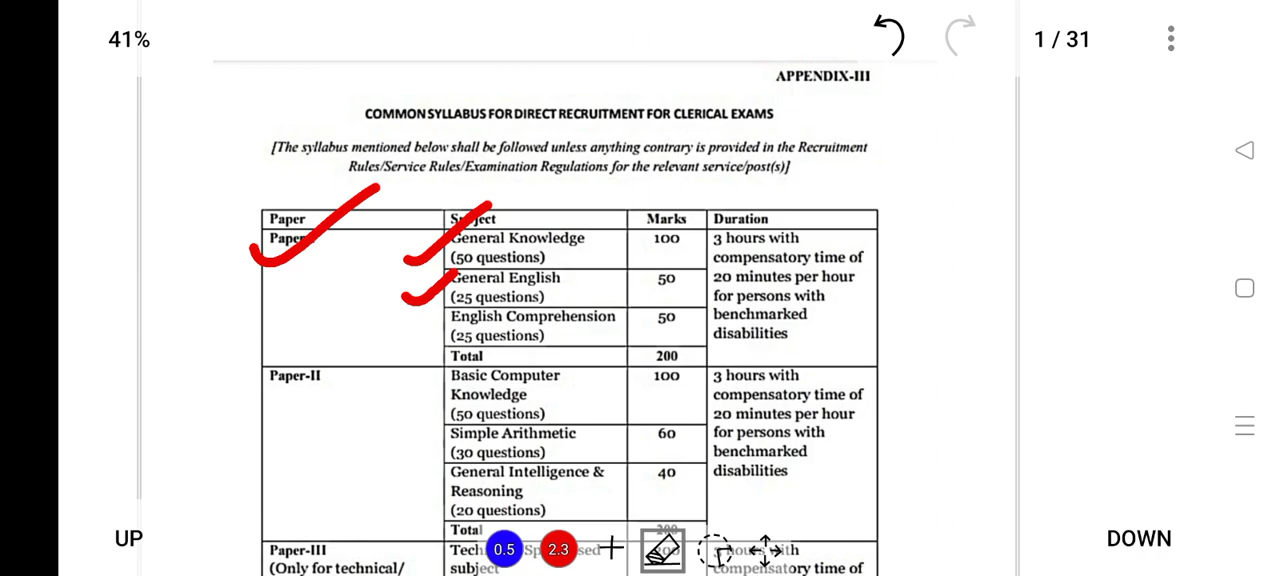 41%
1 / 31
APPENDIX-III
COMMON SYLLABUS FOR DIRECT RECRUITMENT FOR CLERICAL EXAMS
[The syllabus mentioned below shall be followed unless anything contrary is provided in the Recruitment
Rules/Service Rules/Examination Regulations for the relevant service/post(s)]
Paper Subject Marks Duration
Paper General Knowledge 100 3 hours with
(50 questions) compensatory time of
General English 50 20 minutes per hour
(25 questions) for persons with
English Comprehension 50 benchmarked
(25 questions) disabilities
Total 200
Paper-II Basic Computer 100 3 hours with
Knowledge compensatory time of
(50 questions) 20 minutes per hour
Simple Arithmetic 60 for persons with
(30 questions) benchmarked
General Intelligence & 40 disabilities
Reasoning
(20 questions)
Total 200
Paper-III 200 hours with
(Only for technical/ subject compensatory time of
UP 0.5 2.3 DOWN